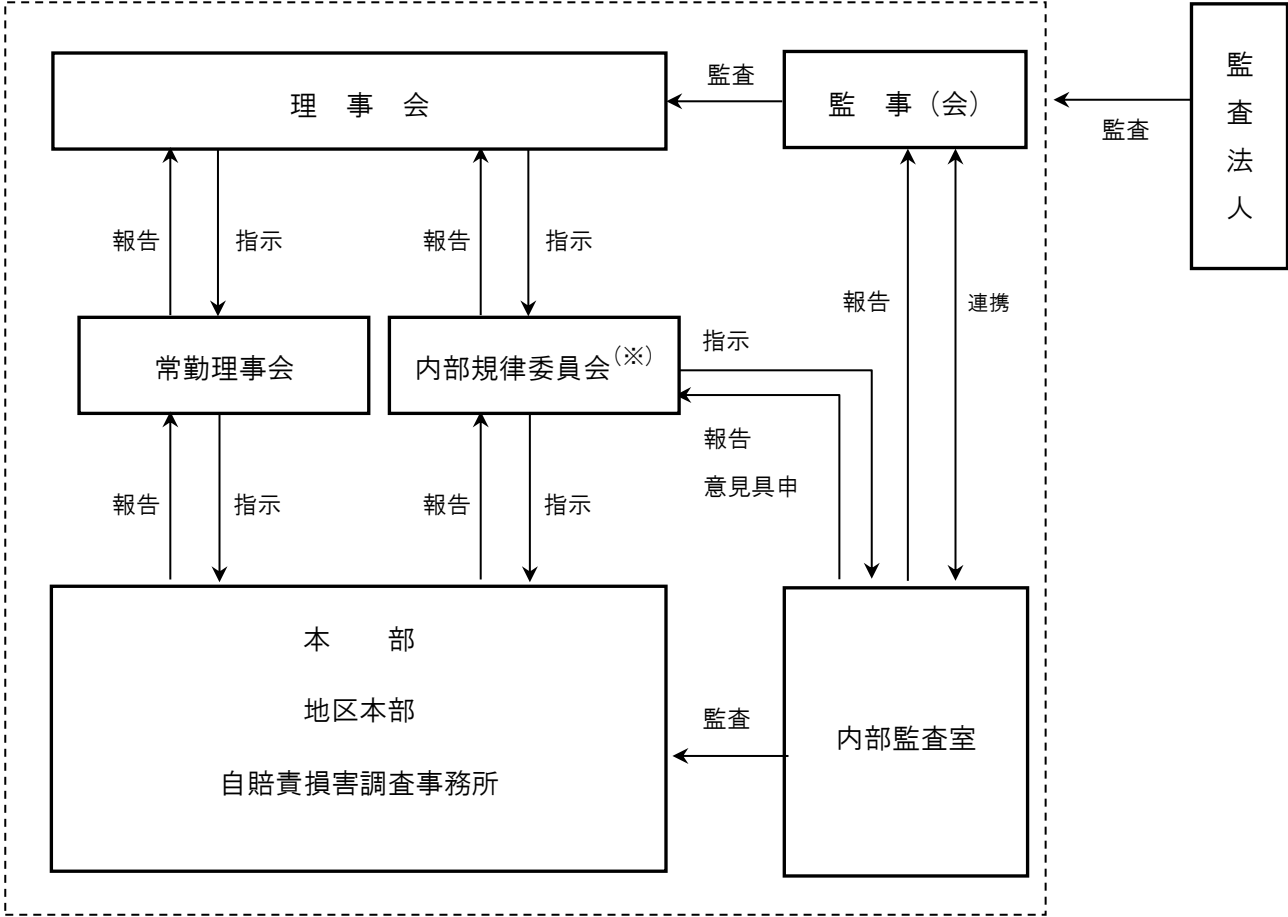 理　事　会
監査
監　事（会）
監査
監査法人
報告
指示
報告
指示
報告
連携
常勤理事会
内部規律委員会（※）
指示
報告
意見具申
報告
指示
報告
指示
本　　部
地区本部
自賠責損害調査事務所
監査
内部監査室